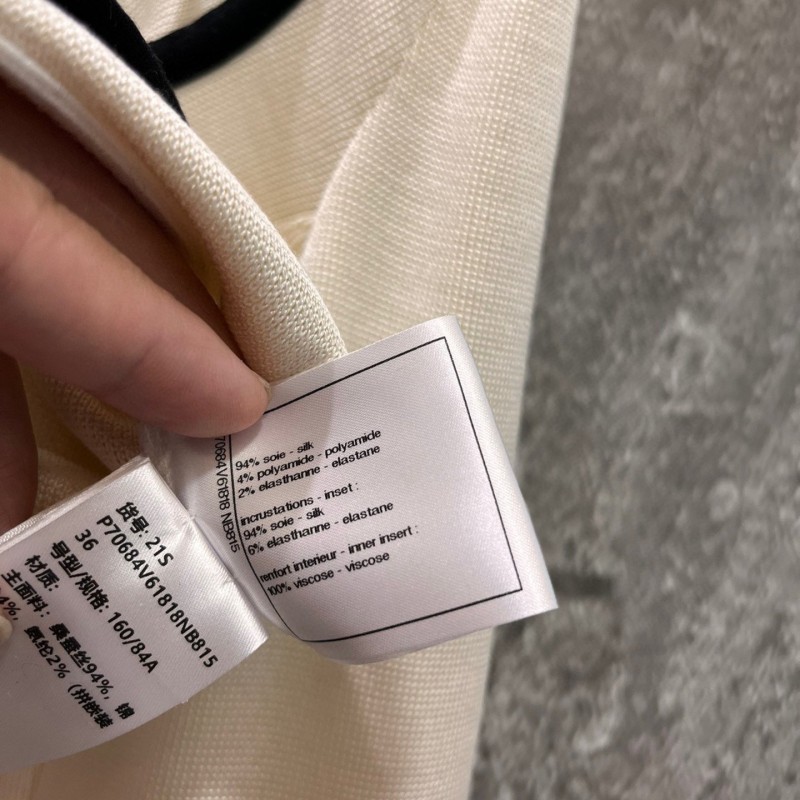 94% soie - silk
4% polyamide - polyamide
2% elasthanne - elastane
incrustations - inset :
94% soie - silk
6% elasthanne - elastane
renfort interieur - inner insert :
100% viscose - viscose
70684V61818 NB815
货号: 21S
P70684V61818NB815
36
号型/规格: 160/84A
材质:
主面料: 桑蚕丝94%, 锦
4%, 氨纶2% (拼嵌装